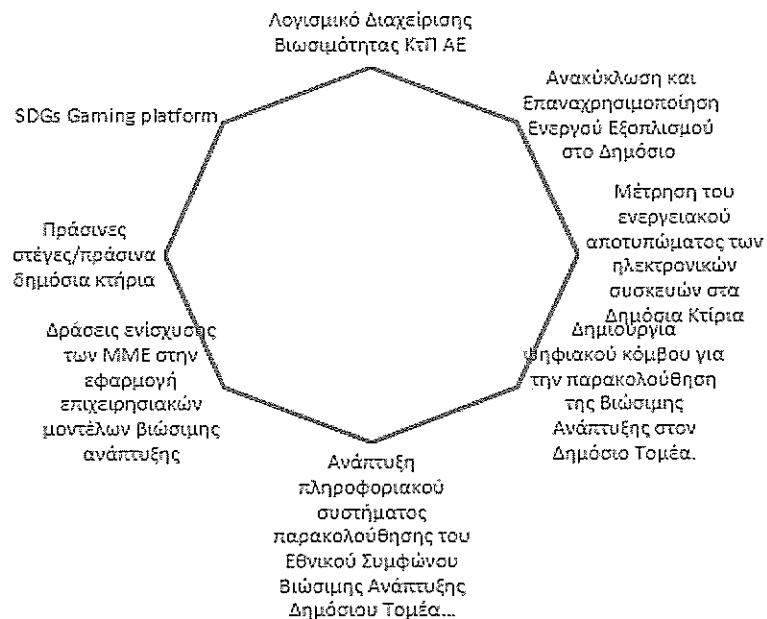 Λογισμικό Διαχείρισης
Βιωσιμότητας ΚτΠ ΑΕ
Ανακύκλωση και
Επαναχρησιμοποίηση
Ενεργού Εξοπλισμού
στο Δημόσιο
Μέτρηση του
ενεργειακού
αποτυπώματος των
ηλεκτρονικών
συσκευών στα
Δημόσια Κτίρια
Δημιουργία
ψηφιακού κόμβου για
την παρακολούθηση
της Βιώσιμης
Ανάπτυξης στον
Δημόσιο Τομέα.
Ανάπτυξη
πληροφοριακού
συστήματος
παρακολούθησης του
Εθνικού Συμφώνου
Βιώσιμης Ανάπτυξης
Δημόσιου Τομέα...
Δράσεις ενίσχυσης
των ΜΜΕ στην
εφαρμογή
επιχειρησιακών
μοντέλων βιώσιμης
ανάπτυξης
Πράσινες
στέγες/πράσινα
δημόσια κτήρια
SDGs Gaming platform